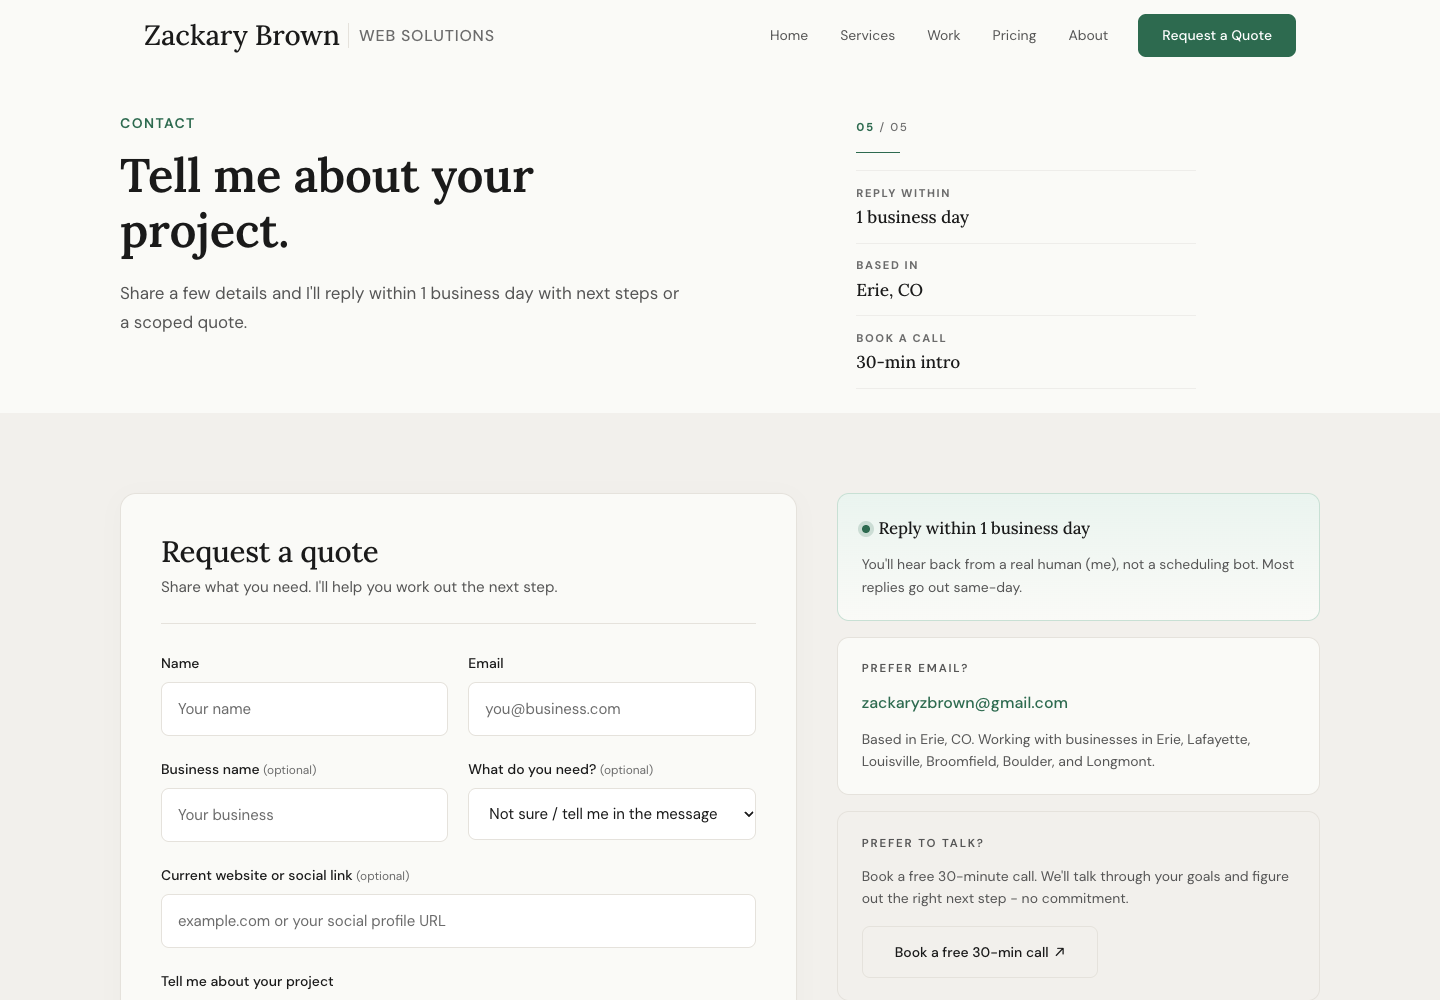 Zackary Brown | WEB SOLUTIONS
Home Services Work Pricing About Request a Quote
CONTACT
Tell me about your
project.
Share a few details and I'll reply within 1 business day with next steps or
a scoped quote.
05 / 05
REPLY WITHIN
1 business day
BASED IN
Erie, CO
BOOK A CALL
30-min intro
Request a quote
Share what you need. I'll help you work out the next step.
Name
Your name
Email
you@business.com
Business name (optional)
Your business
What do you need? (optional)
Not sure / tell me in the message
Current website or social link (optional)
example.com or your social profile URL
Tell me about your project
Reply within 1 business day
You'll hear back from a real human (me), not a scheduling bot. Most
replies go out same-day.
PREFER EMAIL?
zackaryzbrown@gmail.com
Based in Erie, CO. Working with businesses in Erie, Lafayette,
Louisville, Broomfield, Boulder, and Longmont.
PREFER TO TALK?
Book a free 30-minute call. We'll talk through your goals and figure
out the right next step - no commitment.
Book a free 30-min call ↗